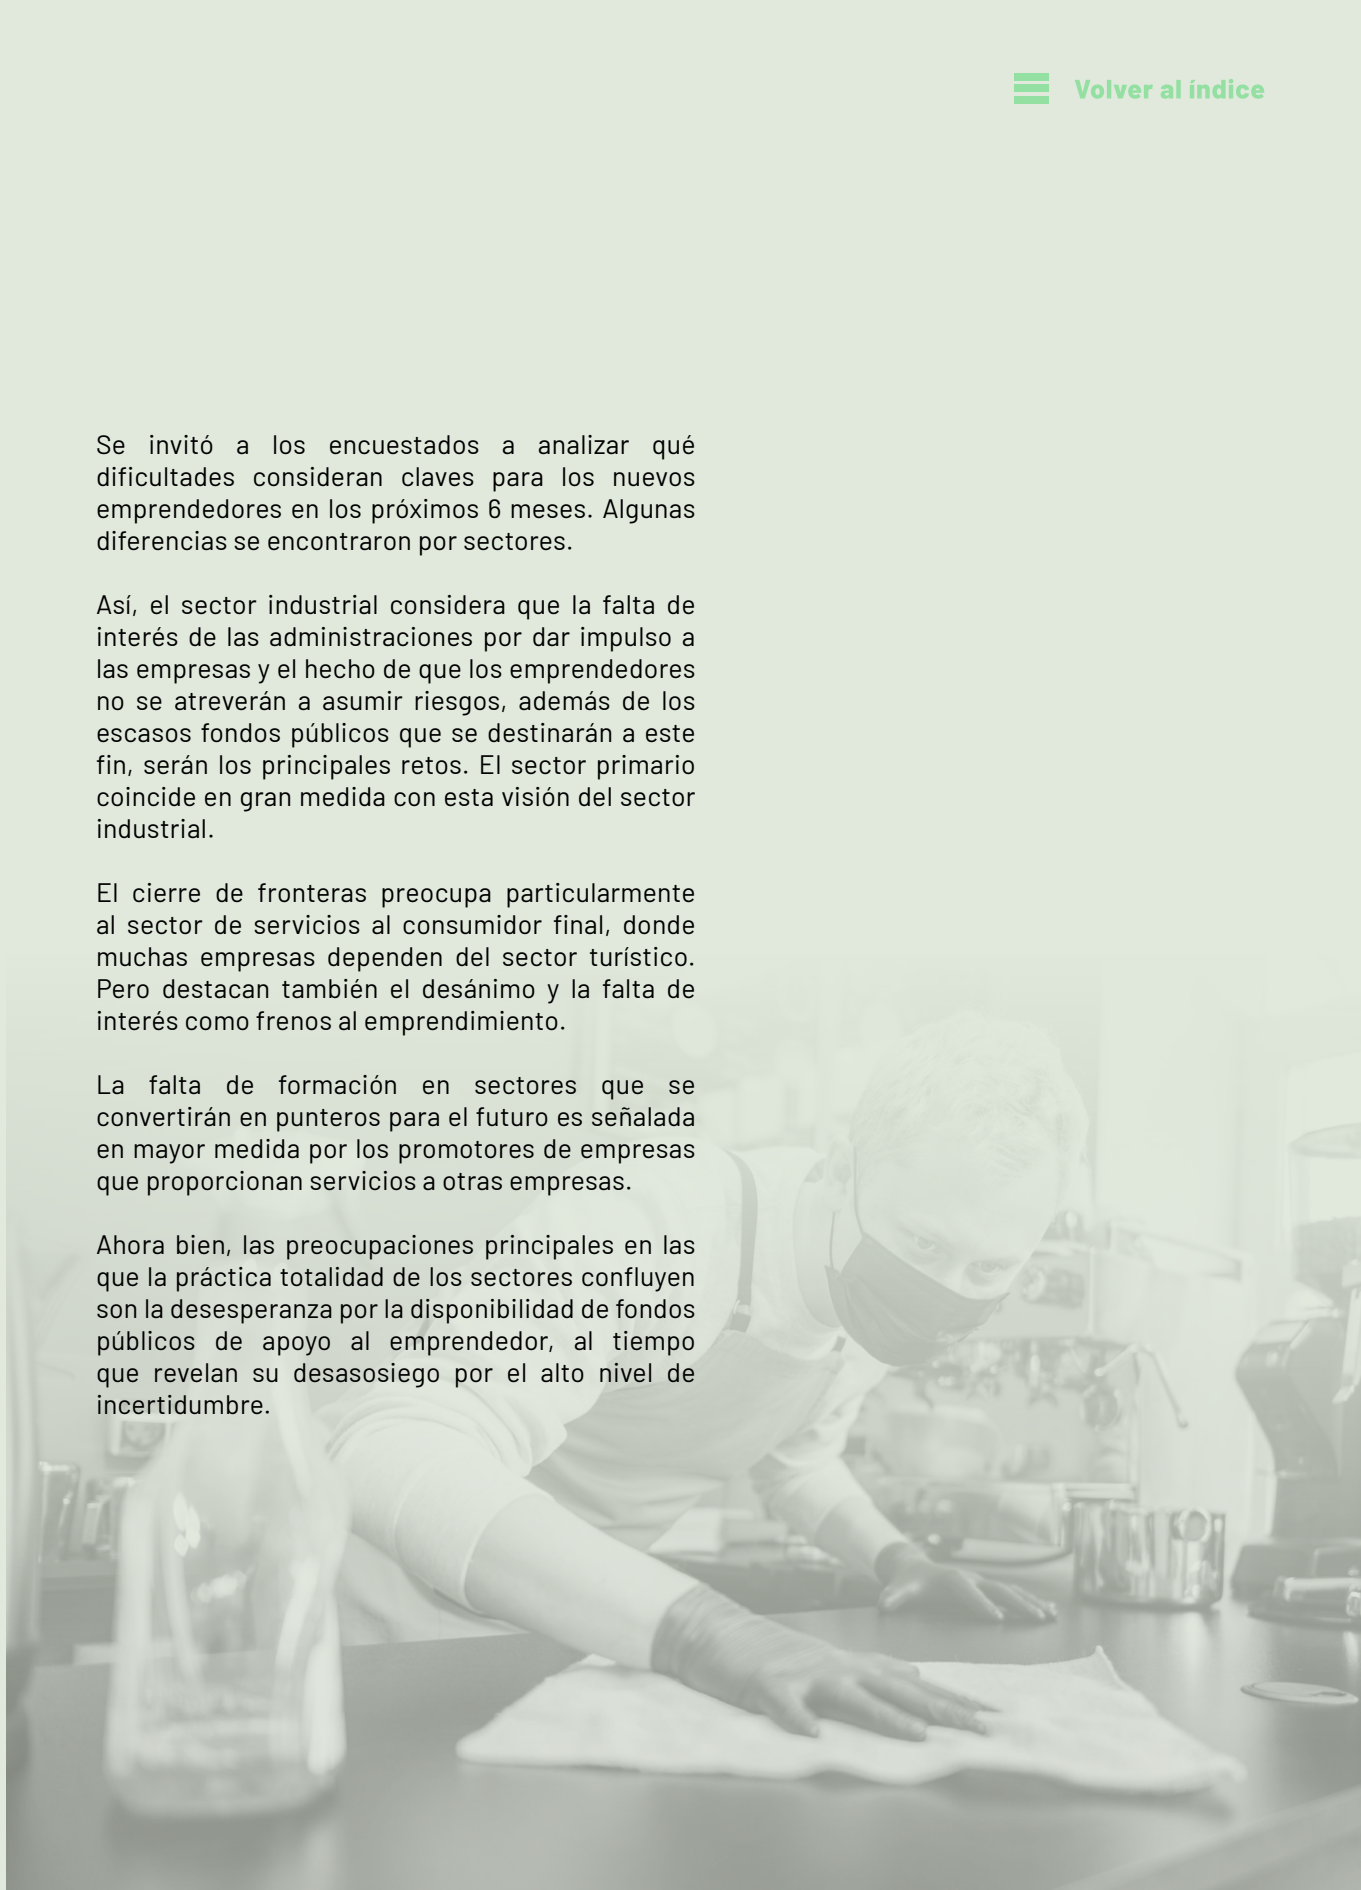 Volver al índice
Se invitó a los encuestados a analizar qué
dificultades consideran claves para los nuevos
emprendedores en los próximos 6 meses. Algunas
diferencias se encontraron por sectores.
Así, el sector industrial considera que la falta de
interés de las administraciones por dar impulso a
las empresas y el hecho de que los emprendedores
no se atreverán a asumir riesgos, además de los
escasos fondos públicos que se destinarán a este
fin, serán los principales retos. El sector primario
coincide en gran medida con esta visión del sector
industrial.
El cierre de fronteras preocupa particularmente
al sector de servicios al consumidor final, donde
muchas empresas dependen del sector turístico.
Pero destacan también el desánimo y la falta de
interés como frenos al emprendimiento.
La falta de formación en sectores que se
convertirán en punteros para el futuro es señalada
en mayor medida por los promotores de empresas
que proporcionan servicios a otras empresas.
Ahora bien, las preocupaciones principales en las
que la práctica totalidad de los sectores confluyen
son la desesperanza por la disponibilidad de fondos
públicos de apoyo al emprendedor, al tiempo
que revelan su desasosiego por el alto nivel de
incertidumbre.